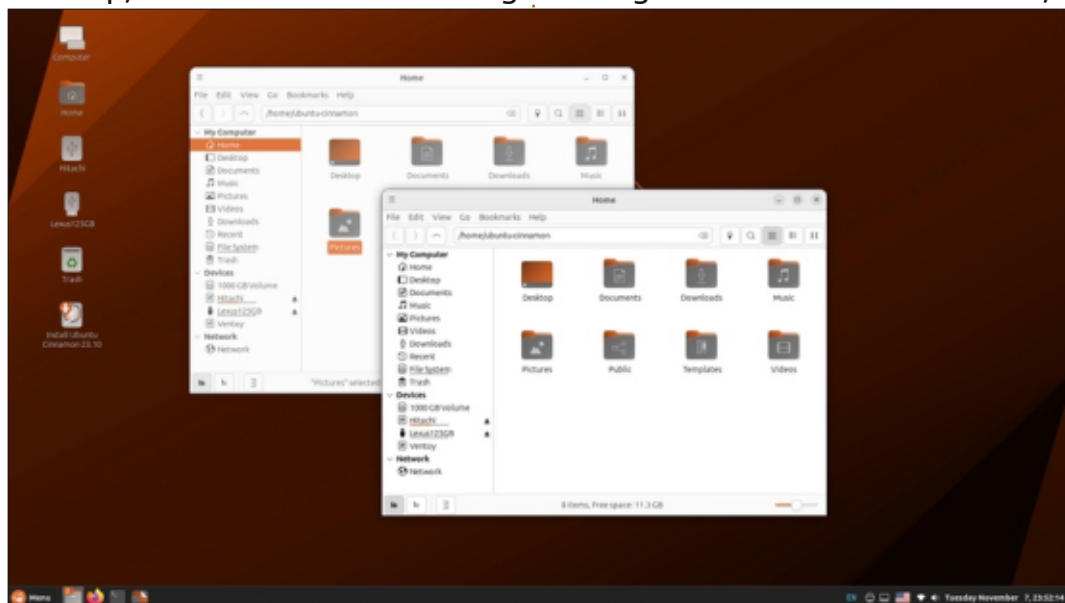 Computer
Home
Hitachi
Lexus125GB
Trash
Install Ubuntu
Cinnamon 23.10
Home
File Edit View Go Bookmarks Help
/home/ubuntu-cinnamon
My Computer
Home
Desktop
Documents
Music
Pictures
Videos
Downloads
Recent
File System
Trash
Devices
1000 GB Volume
Hitachi
Lexus125GB
Ventoy
Network
Network
Desktop
Documents
Downloads
Music
Pictures
"Pictures" selected
Home
File Edit View Go Bookmarks Help
/home/ubuntu-cinnamon
My Computer
Home
Desktop
Documents
Music
Pictures
Videos
Downloads
Recent
File System
Trash
Devices
1000 GB Volume
Hitachi
Lexus125GB
Ventoy
Network
Network
Desktop
Documents
Downloads
Music
Pictures
Public
Templates
Videos
8 items, Free space: 11.3 GB
Menu
EN
Tuesday November 7, 23:52:14